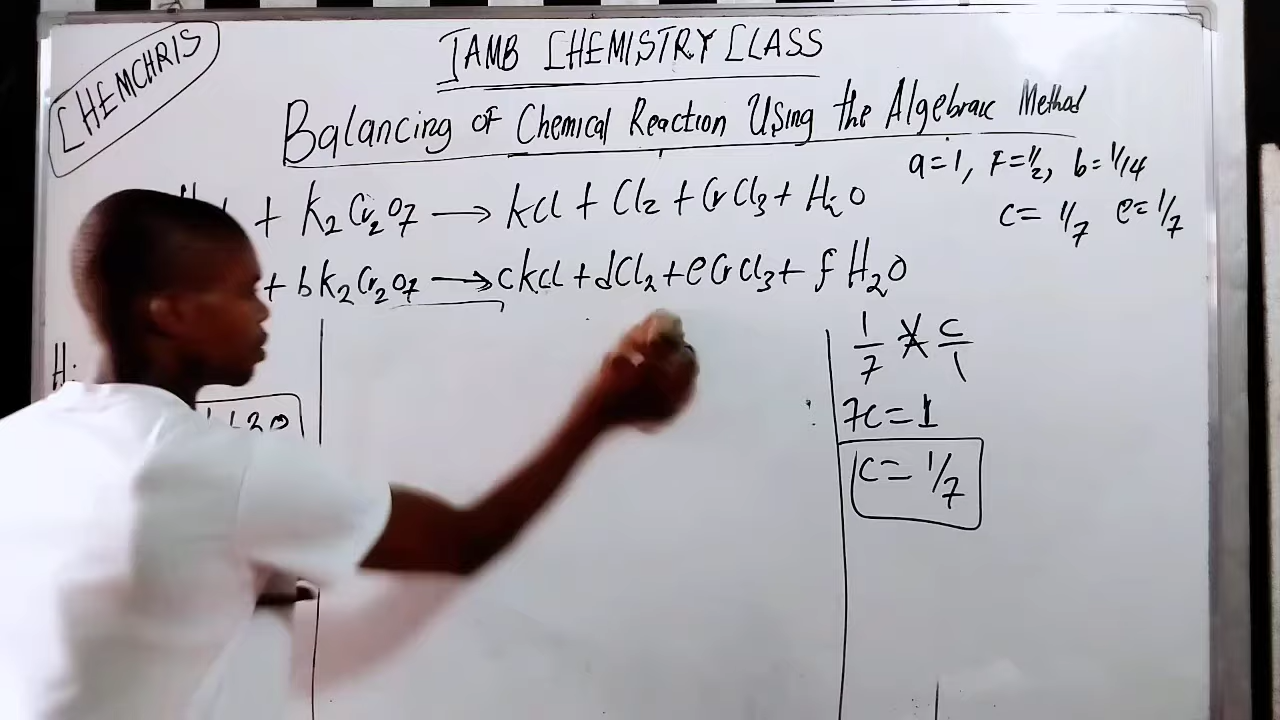 CHEMCHRIS
JAMB CHEMISTRY CLASS
Balancing of Chemical Reaction Using the Algebraic Method
a=1, F=1/2, b=1/14
c= 1/7 e=1/7
+ K2Cr2O7 → KCl + Cl2 + CrCl3 + H2O
+ bK2Cr2O7 → cKCl + dCl2 + eCrCl3 + fH2O
H:
1/7 = c/1
7c=1
c=1/7